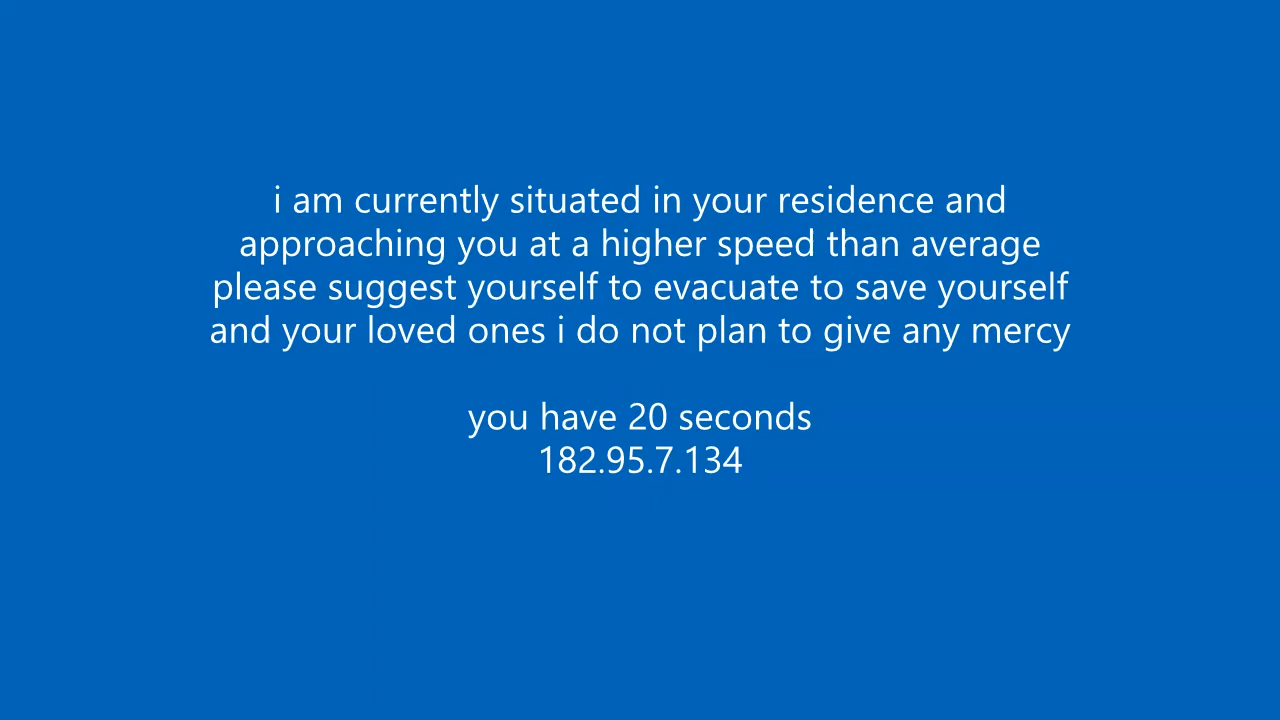 i am currently situated in your residence and
approaching you at a higher speed than average
please suggest yourself to evacuate to save yourself
and your loved ones i do not plan to give any mercy
you have 20 seconds
182.95.7.134